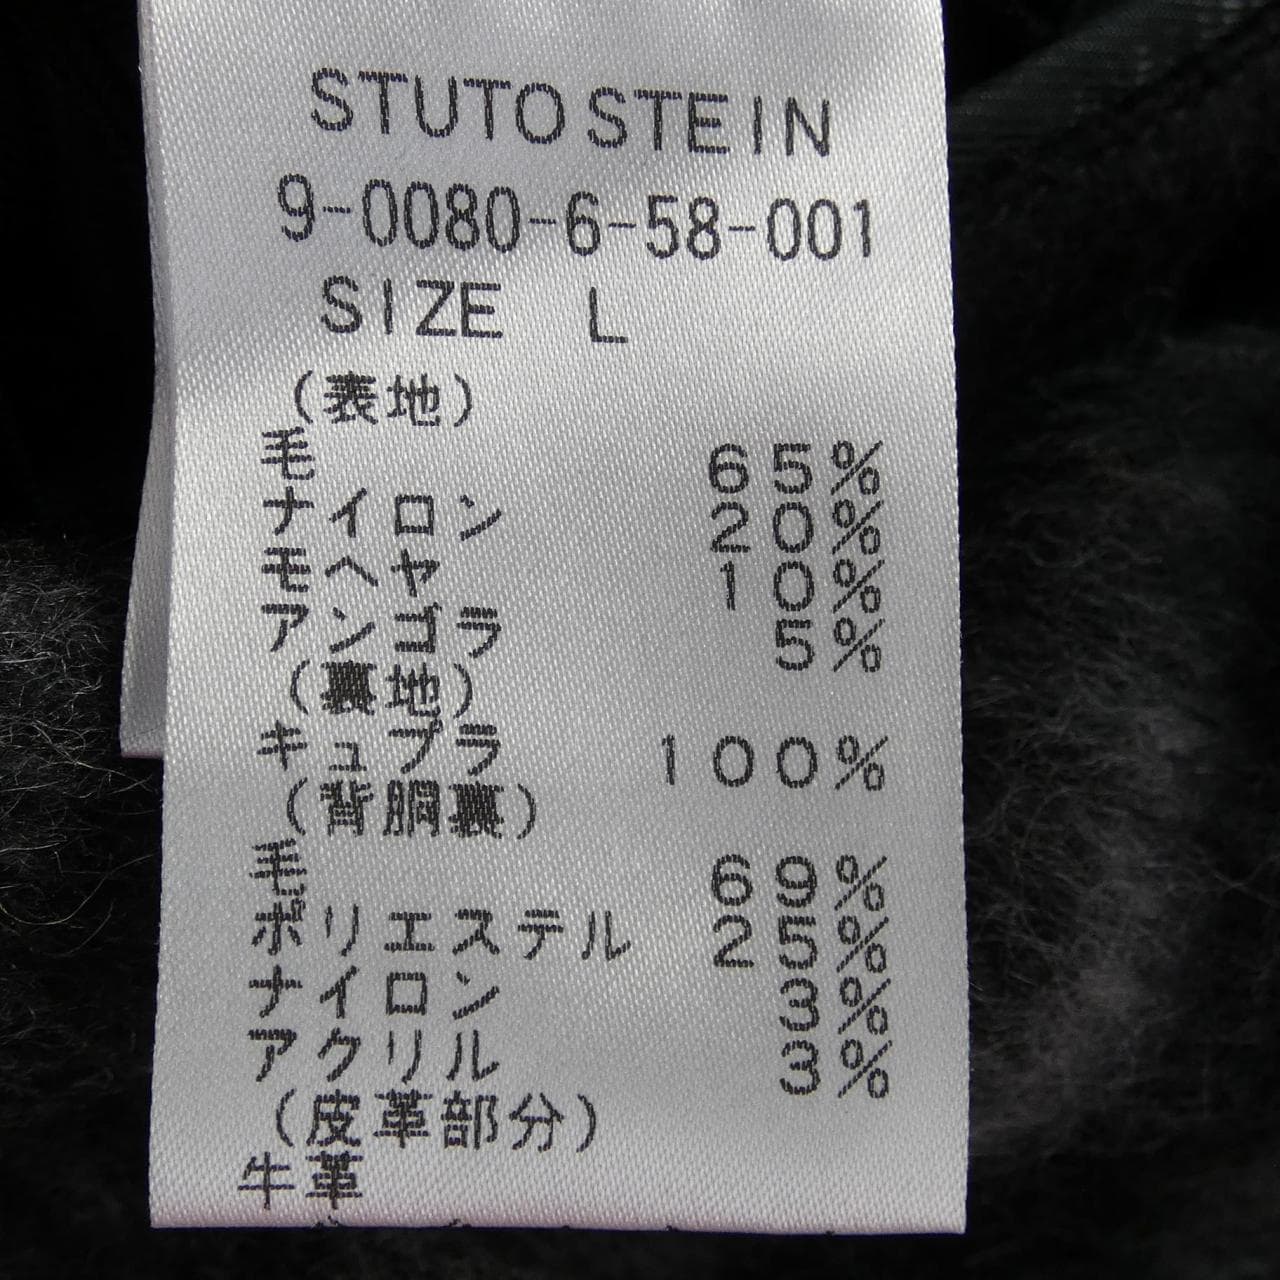 STUTOSTEIN
9-0080-6-58-001
SIZE L
(表地)
毛 65%
ナイロン 20%
モヘヤ 10%
アンゴラ 5%
(裏地)
キュプラ 100%
(背胴裏)
毛 69%
ポリエステル 25%
ナイロン 3%
アクリル 3%
(皮革部分)
牛革